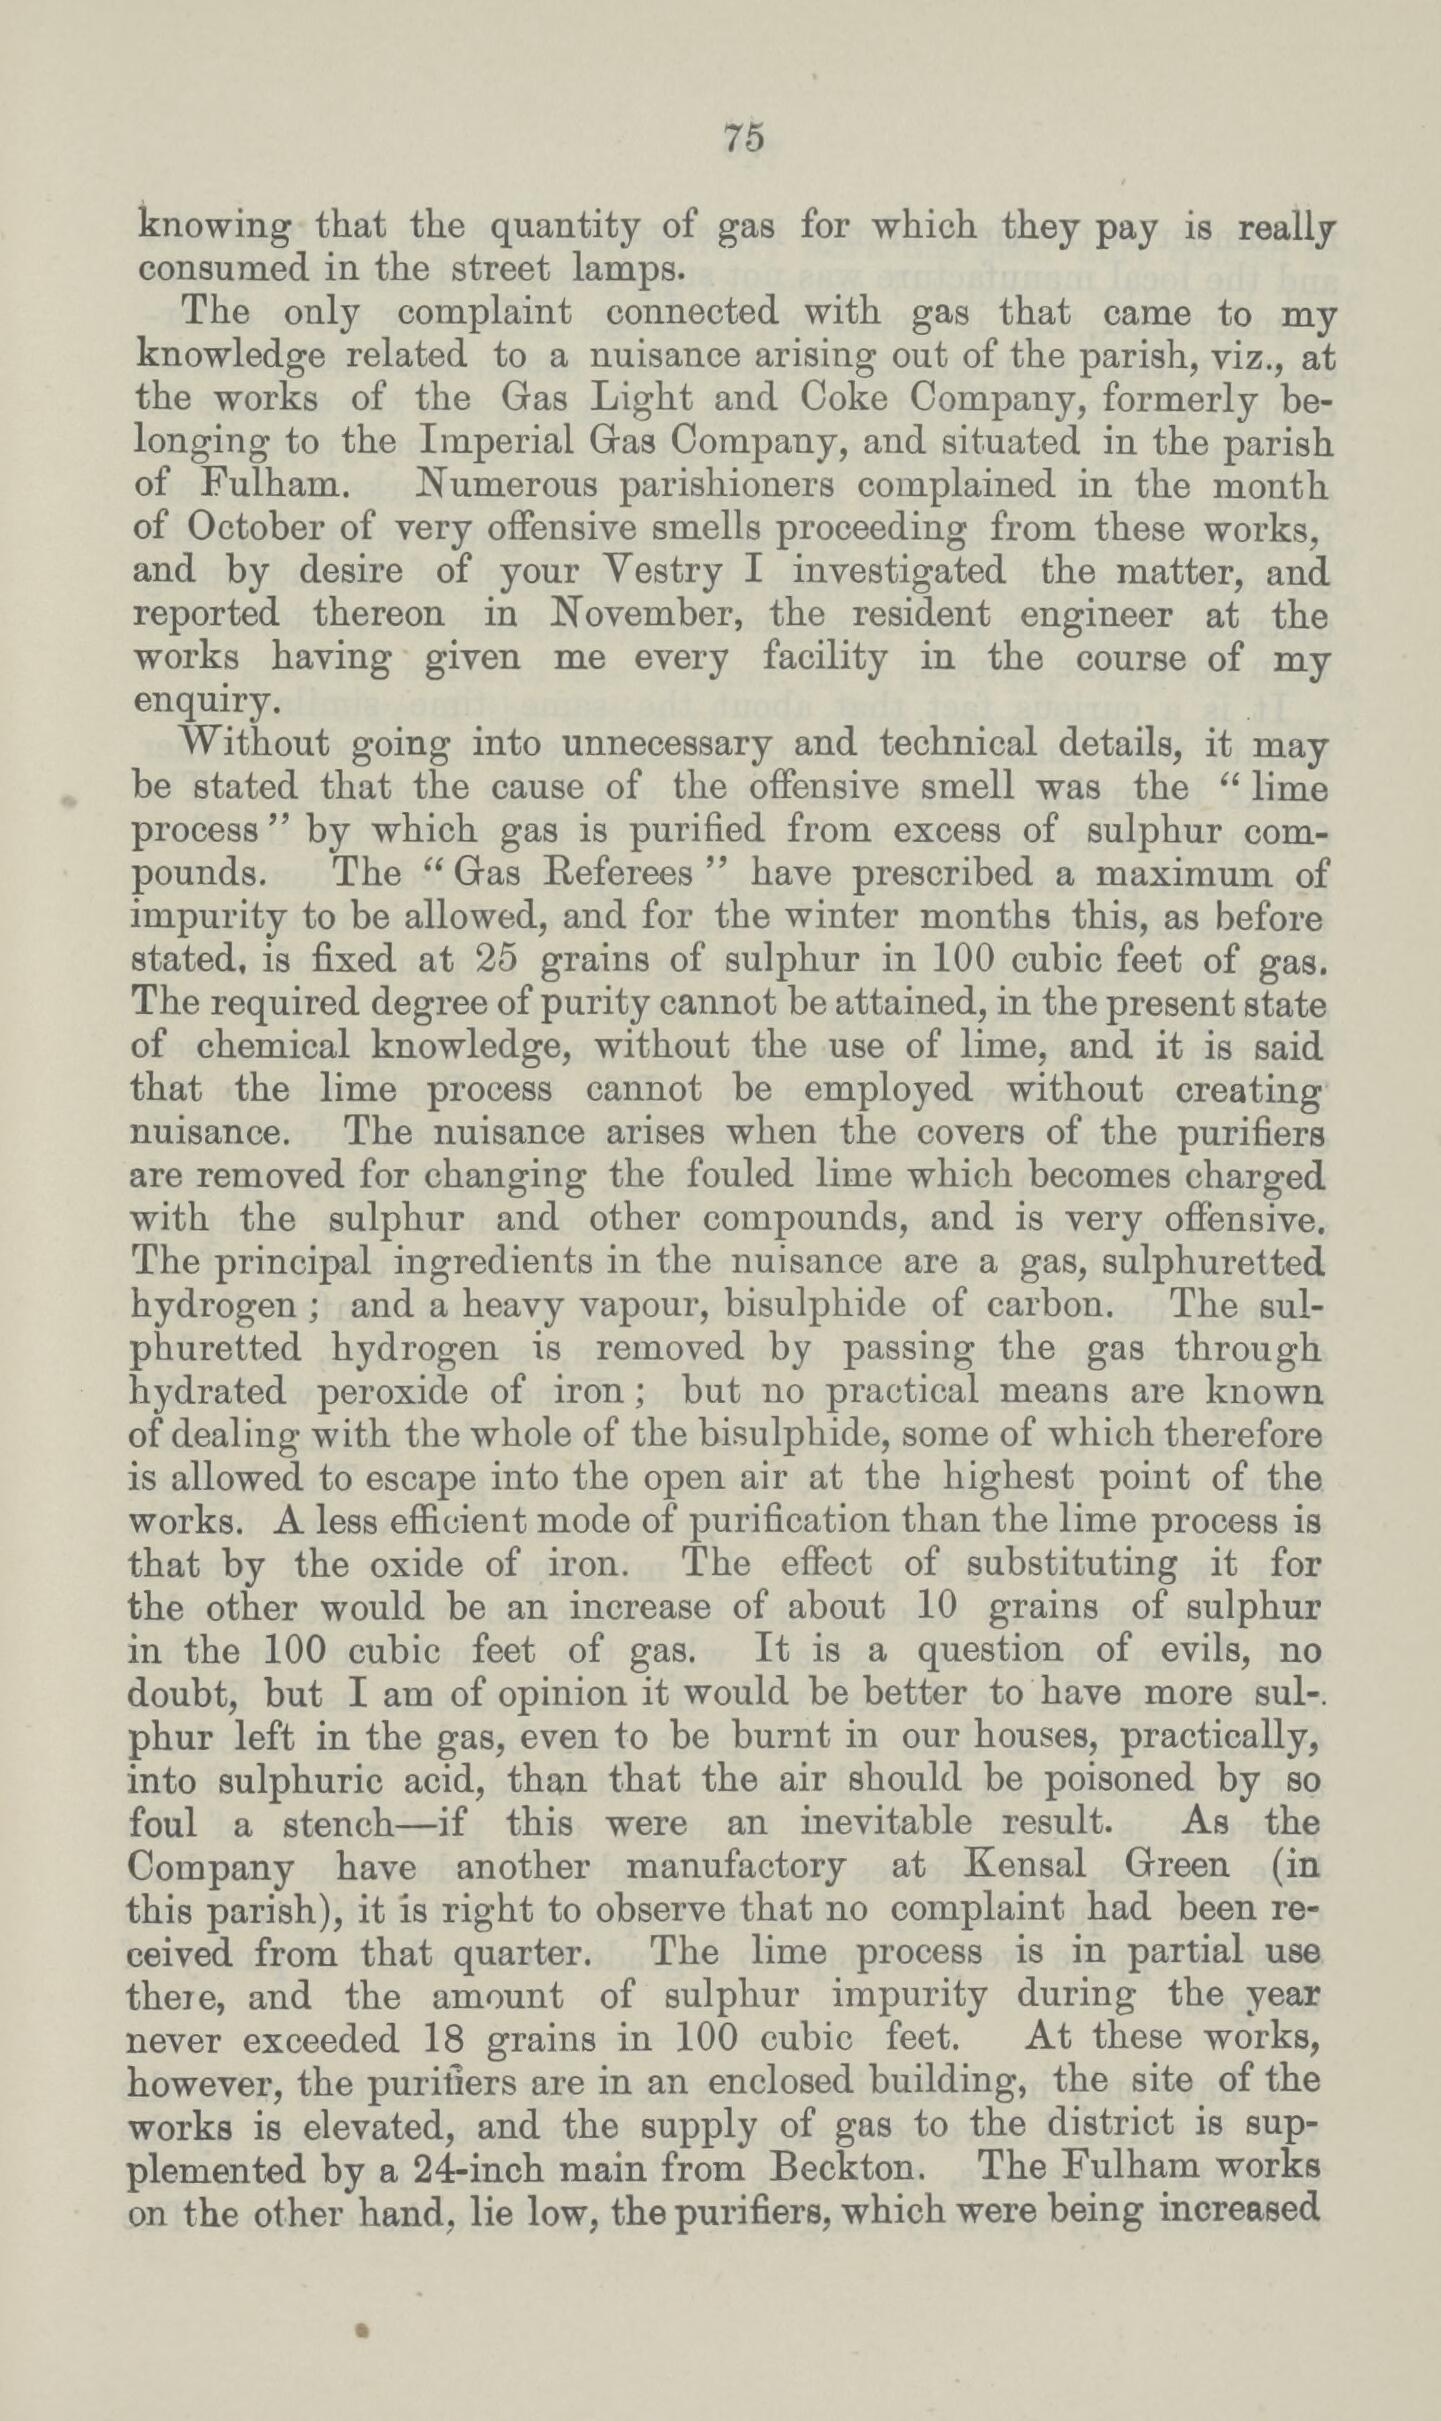 75
knowing that the quantity of gas for which they pay is really
consumed in the street lamps.
The only complaint connected with gas that came to my
knowledge related to a nuisance arising out of the parish, viz., at
the works of the Gas Light and Coke Company, formerly be-
longing to the Imperial Gas Company, and situated in the parish
of Fulham. Numerous parishioners complained in the month
of October of very offensive smells proceeding from these works,
and by desire of your Vestry I investigated the matter, and
reported thereon in November, the resident engineer at the
works having given me every facility in the course of my
enquiry.
Without going into unnecessary and technical details, it may
be stated that the cause of the offensive smell was the “ lime
process ” by which gas is purified from excess of sulphur com-
pounds. The “ Gas Referees ” have prescribed a maximum of
impurity to be allowed, and for the winter months this, as before
stated, is fixed at 25 grains of sulphur in 100 cubic feet of gas.
The required degree of purity cannot be attained, in the present state
of chemical knowledge, without the use of lime, and it is said
that the lime process cannot be employed without creating
nuisance. The nuisance arises when the covers of the purifiers
are removed for changing the fouled lime which becomes charged
with the sulphur and other compounds, and is very offensive.
The principal ingredients in the nuisance are a gas, sulphuretted
hydrogen ; and a heavy vapour, bisulphide of carbon. The sul-
phuretted hydrogen is removed by passing the gas through
hydrated peroxide of iron ; but no practical means are known
of dealing with the whole of the bisulphide, some of which therefore
is allowed to escape into the open air at the highest point of the
works. A less efficient mode of purification than the lime process is
that by the oxide of iron. The effect of substituting it for
the other would be an increase of about 10 grains of sulphur
in the 100 cubic feet of gas. It is a question of evils, no
doubt, but I am of opinion it would be better to have more sul-
phur left in the gas, even to be burnt in our houses, practically,
into sulphuric acid, than that the air should be poisoned by so
foul a stench—if this were an inevitable result. As the
Company have another manufactory at Kensal Green (in
this parish), it is right to observe that no complaint had been re-
ceived from that quarter. The lime process is in partial use
there, and the amount of sulphur impurity during the year
never exceeded 18 grains in 100 cubic feet. At these works,
however, the purifiers are in an enclosed building, the site of the
works is elevated, and the supply of gas to the district is sup-
plemented by a 24-inch main from Beckton. The Fulham works
on the other hand, lie low, the purifiers, which were being increased